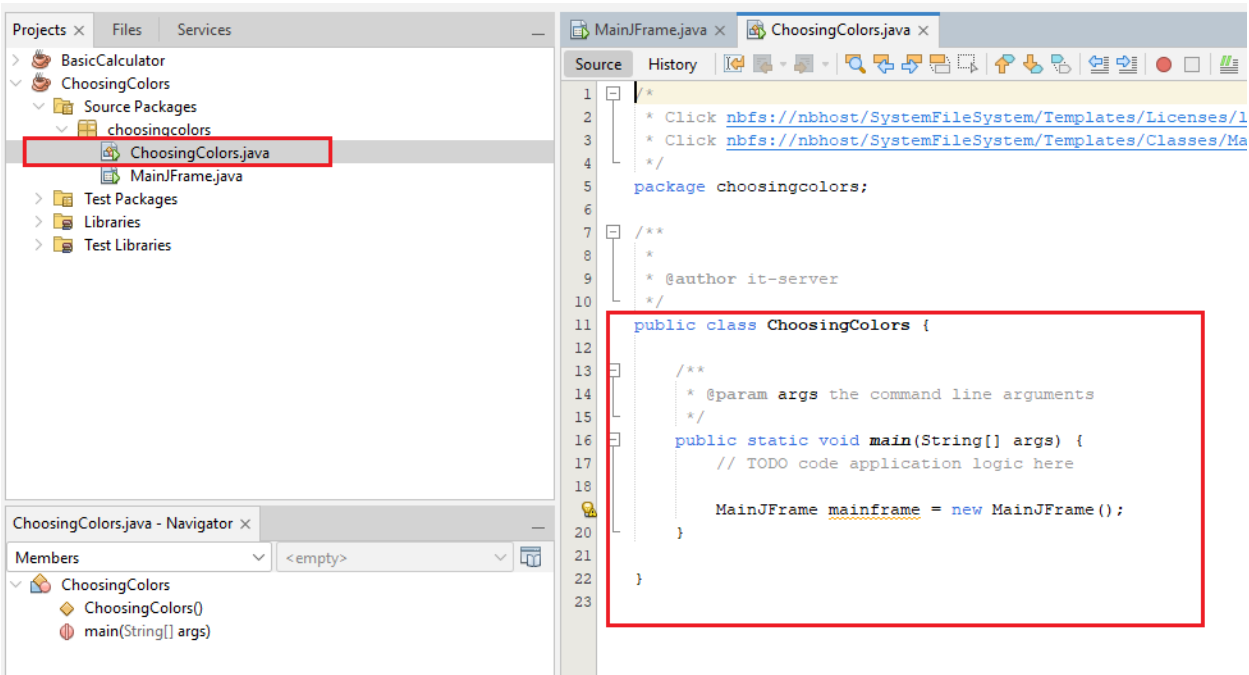 Projects
Files
Services
BasicCalculator
ChoosingColors
Source Packages
choosingcolors
ChoosingColors.java
MainJFrame.java
Test Packages
Libraries
Test Libraries
ChoosingColors.java - Navigator
Members
<empty>
ChoosingColors
ChoosingColors()
main(String[] args)
MainJFrame.java
ChoosingColors.java
Source
History
1 /*
2 * Click nbfs://nbhost/SystemFileSystem/Templates/Licenses/l
3 * Click nbfs://nbhost/SystemFileSystem/Templates/Classes/Ma
4 */
5 package choosingcolors;
6
7 /**
8 *
9 * @author it-server
10 */
11 public class ChoosingColors {
12
13 /**
14 * @param args the command line arguments
15 */
16 public static void main(String[] args) {
17 // TODO code application logic here
18
MainJFrame mainframe = new MainJFrame();
20 }
21
22 }
23